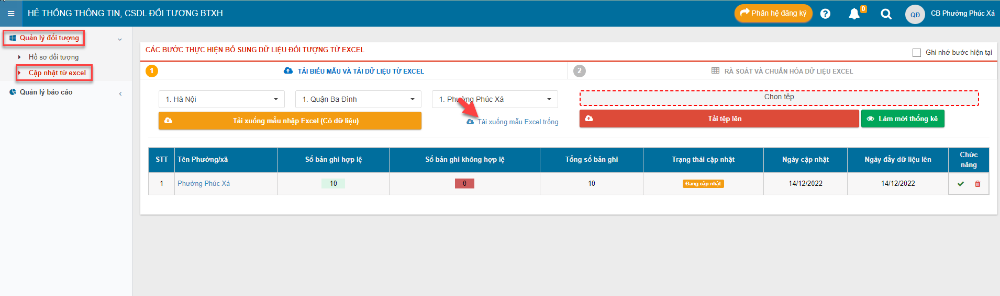 HỆ THỐNG THÔNG TIN, CSDL ĐỐI TƯỢNG BTXH
Phân hệ đăng ký
0
QĐ
CB Phường Phúc Xá
Quản lý đối tượng
Hồ sơ đối tượng
Cập nhật từ excel
Quản lý báo cáo
CÁC BƯỚC THỰC HIỆN BỔ SUNG DỮ LIỆU ĐỐI TƯỢNG TỪ EXCEL
Ghi nhớ bước hiện tại
1 TẢI BIỂU MẪU VÀ TẢI DỮ LIỆU TỪ EXCEL
2 RÀ SOÁT VÀ CHUẨN HÓA DỮ LIỆU EXCEL
1. Hà Nội
1. Quận Ba Đình
1. Phường Phúc Xá
Chọn tệp
Tải xuống mẫu nhập Excel (Có dữ liệu)
Tải xuống mẫu Excel trống
Tải tệp lên
Làm mới thống kê
STT Tên Phường/xã Số bản ghi hợp lệ Số bản ghi không hợp lệ Tổng số bản ghi Trạng thái cập nhật Ngày cập nhật Ngày đẩy dữ liệu lên Chức
năng
1 Phường Phúc Xá 10 0 10 Đang cập nhật 14/12/2022 14/12/2022